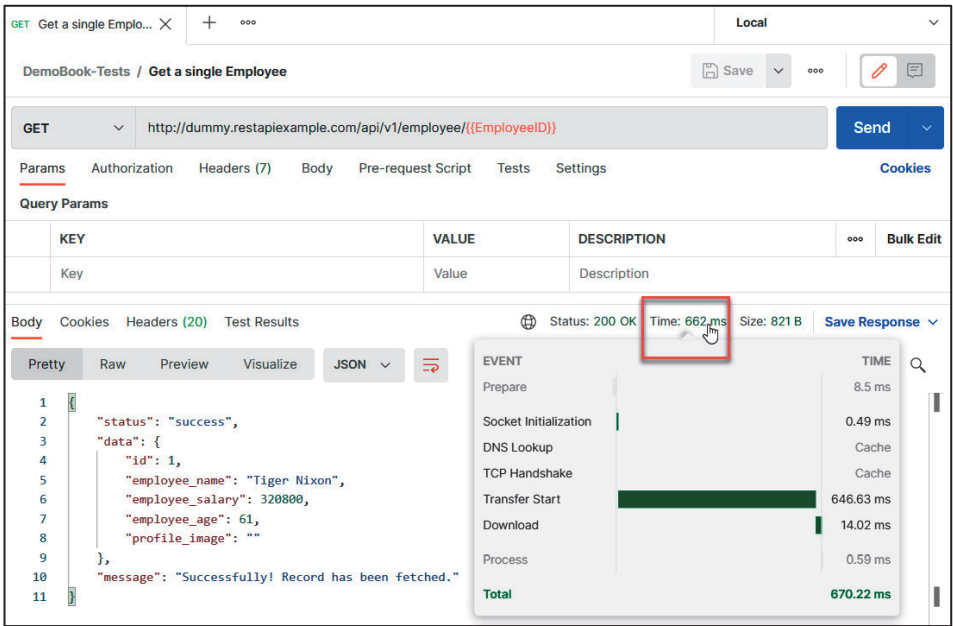 GET Get a single Emplo... Local
DemoBook-Tests / Get a single Employee Save
GET http://dummy.restapiexample.com/api/v1/employee/{{EmployeeID}} Send
Params Authorization Headers (7) Body Pre-request Script Tests Settings Cookies
Query Params
KEY VALUE DESCRIPTION Bulk Edit
Key Value Description
Body Cookies Headers (20) Test Results Status: 200 OK Time: 662 ms Size: 821 B Save Response
Pretty Raw Preview Visualize JSON
EVENT TIME
Prepare 8.5 ms
Socket Initialization 0.49 ms
DNS Lookup Cache
TCP Handshake Cache
Transfer Start 646.63 ms
Download 14.02 ms
Process 0.59 ms
Total 670.22 ms
1 {
2 "status": "success",
3 "data": {
4 "id": 1,
5 "employee_name": "Tiger Nixon",
6 "employee_salary": 320800,
7 "employee_age": 61,
8 "profile_image": ""
9 },
10 "message": "Successfully! Record has been fetched."
11 }